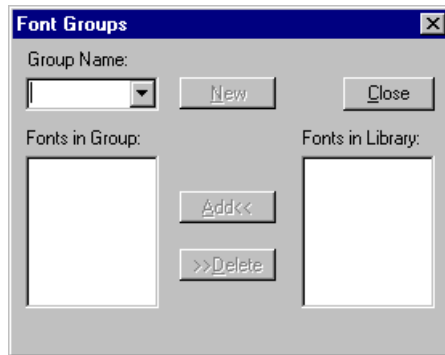 Font Groups
Group Name:
New
Close
Fonts in Group:
Fonts in Library:
Add<<
>>Delete